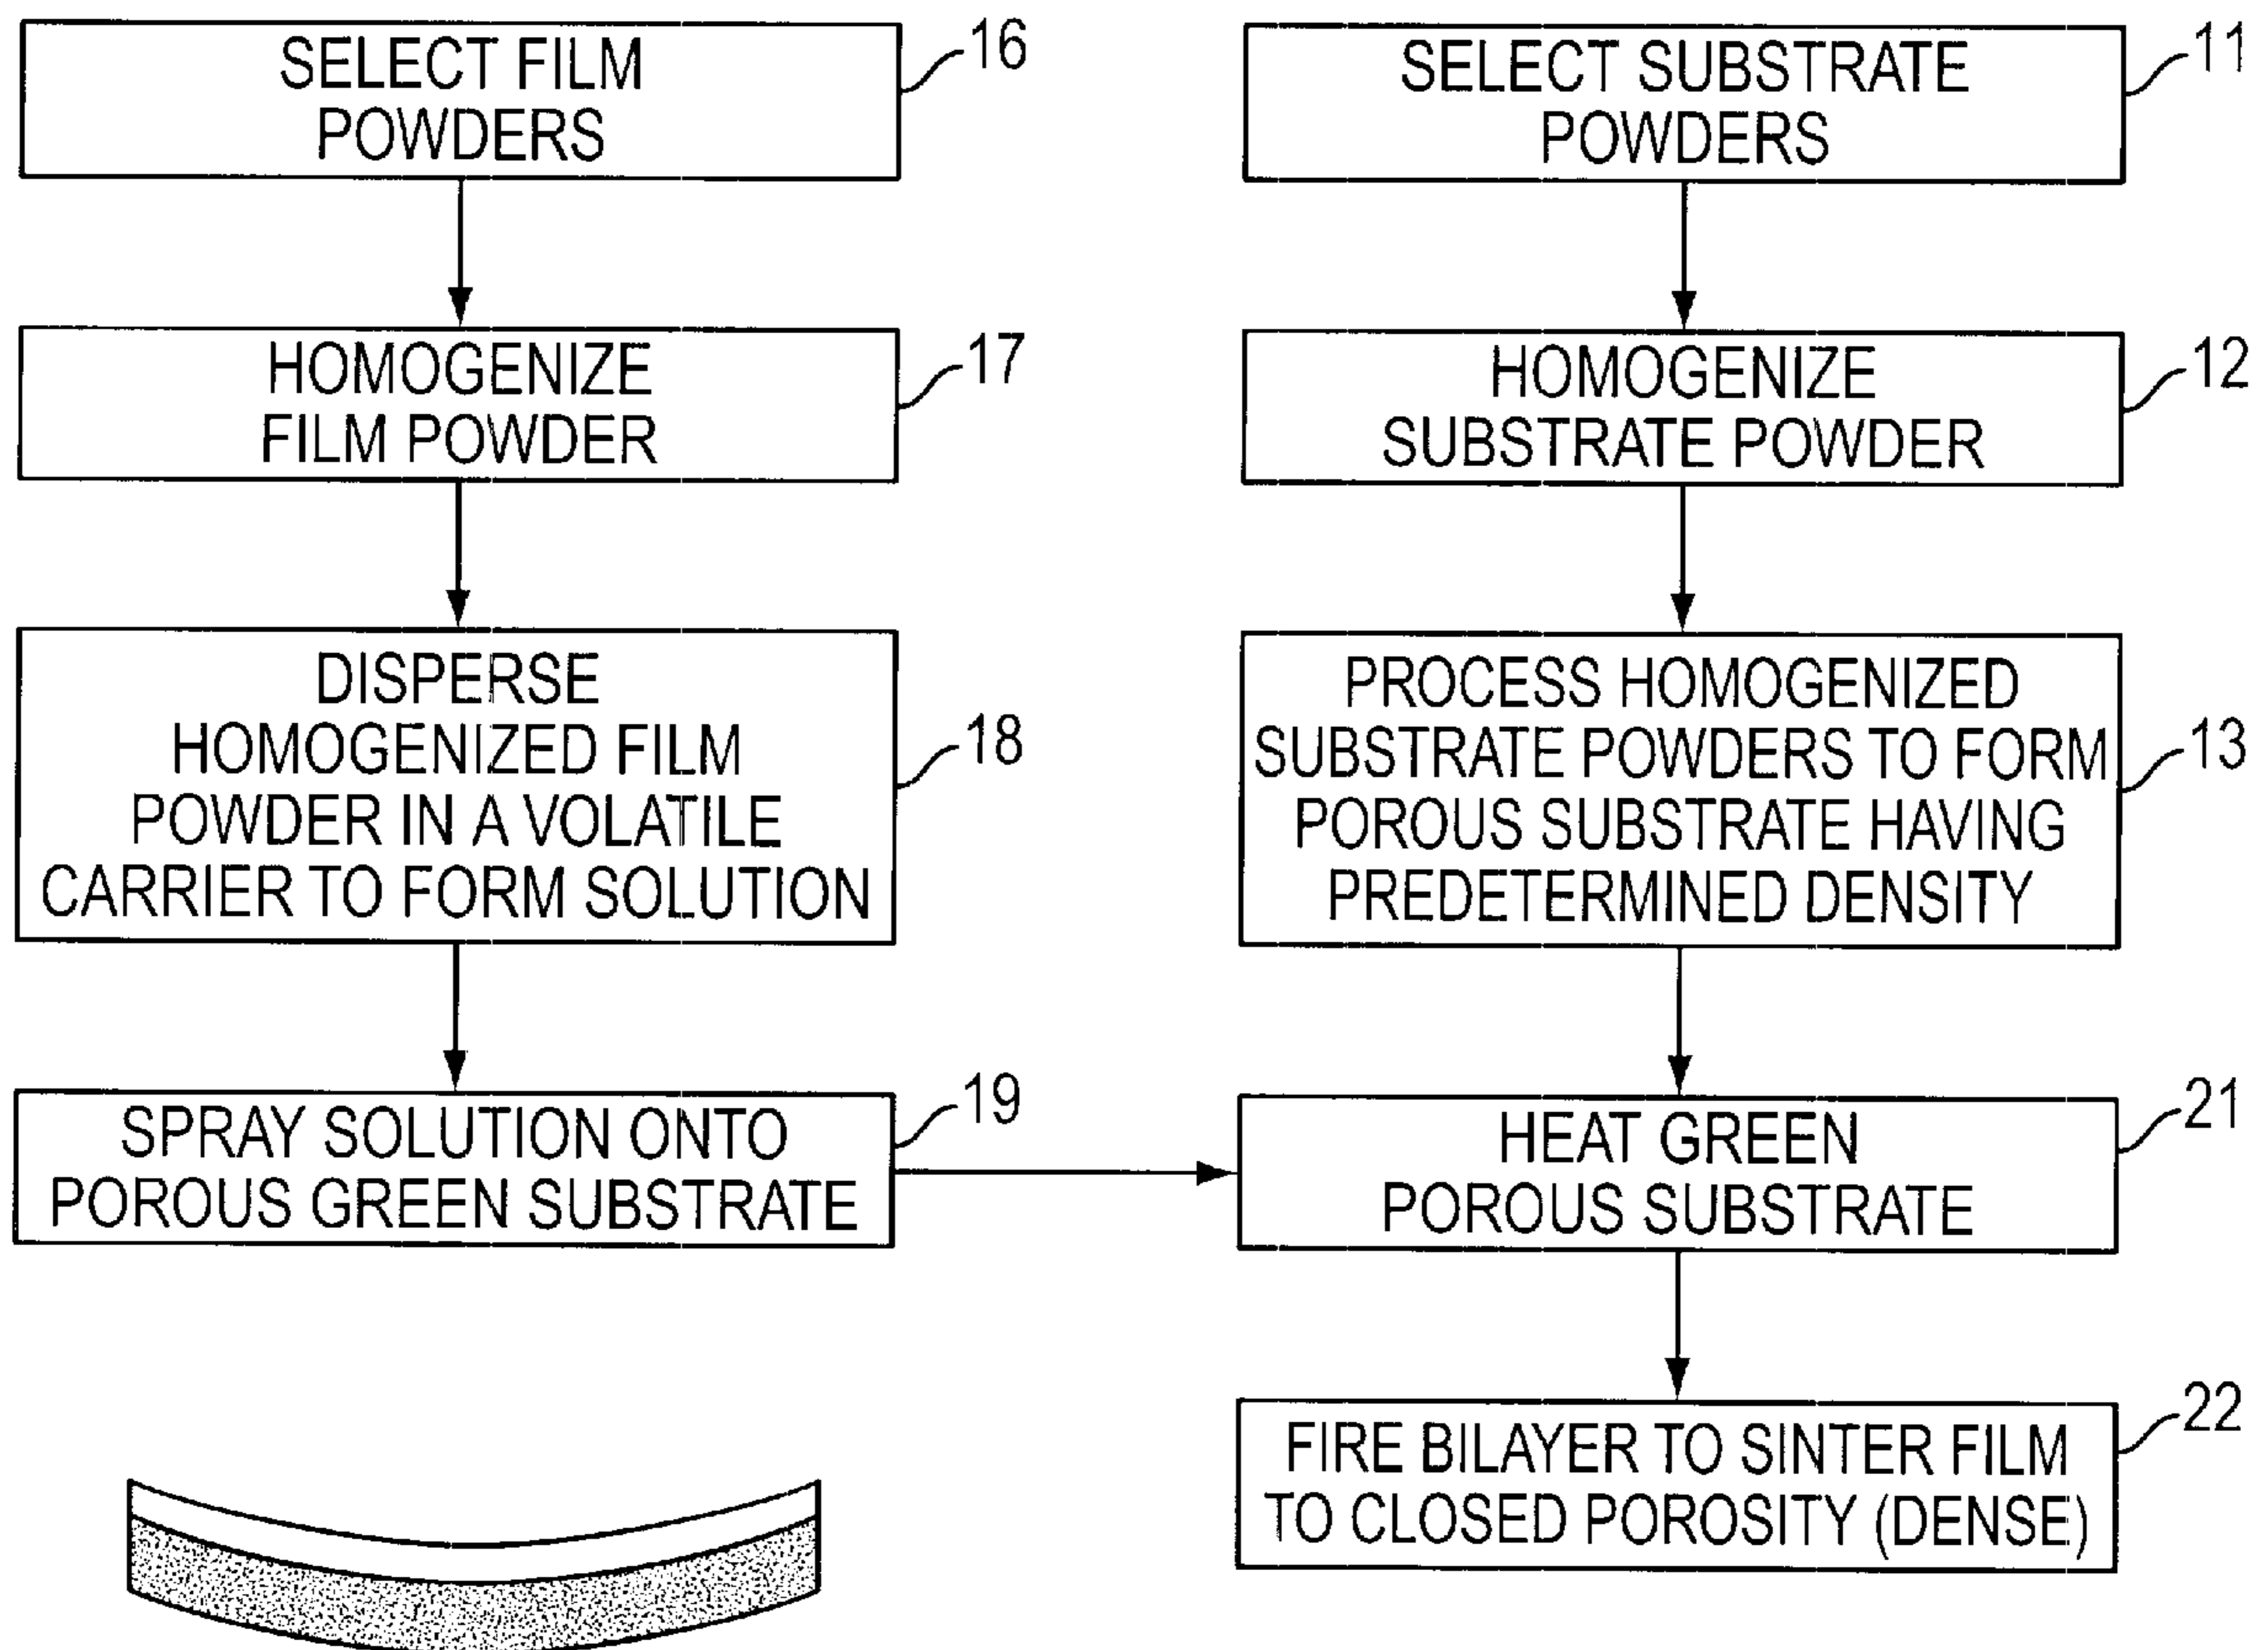 SELECT FILM
POWDERS
16
HOMOGENIZE
FILM POWDER
17
DISPERSE
HOMOGENIZED FILM
POWDER IN A VOLATILE
CARRIER TO FORM SOLUTION
18
SPRAY SOLUTION ONTO
POROUS GREEN SUBSTRATE
19
SELECT SUBSTRATE
POWDERS
11
HOMOGENIZE
SUBSTRATE POWDER
12
PROCESS HOMOGENIZED
SUBSTRATE POWDERS TO FORM
POROUS SUBSTRATE HAVING
PREDETERMINED DENSITY
13
HEAT GREEN
POROUS SUBSTRATE
21
FIRE BILAYER TO SINTER FILM
TO CLOSED POROSITY (DENSE)
22